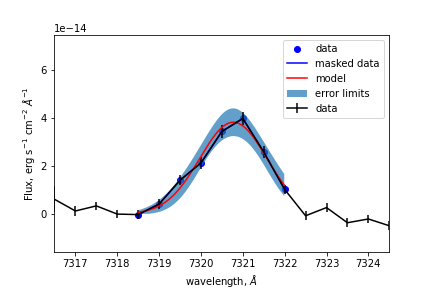 1e−14
data
masked data
model
error limits
data
6
4
2
0
Flux, erg s⁻¹ cm⁻² Å⁻¹
7317 7318 7319 7320 7321 7322 7323 7324
wavelength, Å